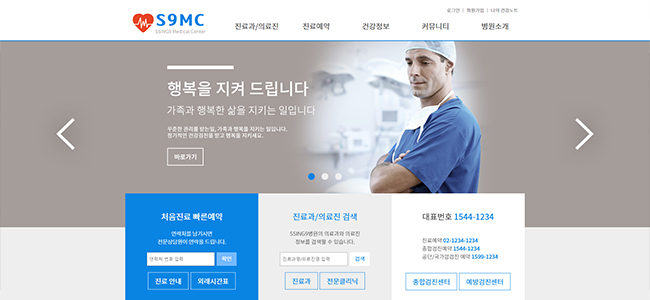 로그인 | 회원가입 | 나의 건강노트
S9MC
SSING9 Medical Center
진료과/의료진 진료예약 건강정보 커뮤니티 병원소개
행복을 지켜 드립니다
가족과 행복한 삶을 지키는 일입니다
꾸준한 관리를 받는일, 가족과 행복을 지키는 일입니다.
정기적인 건강검진을 받고 행복을 지키세요.
바로가기
처음진료 빠른예약
연락처를 남기시면
전문상담원이 연락을 드립니다.
연락처 번호 입력 확인
진료 안내 외래시간표
진료과/의료진 검색
SSING9병원의 의료과와 의료진
정보를 검색할 수 있습니다.
진료과명/의료진명 입력 검색
진료과 전문클리닉
대표번호 1544-1234
진료예약 02-1234-1234
종합검진예약 1544-1234
공단/국가암검진 예약 1599-1234
종합검진센터 예방검진센터